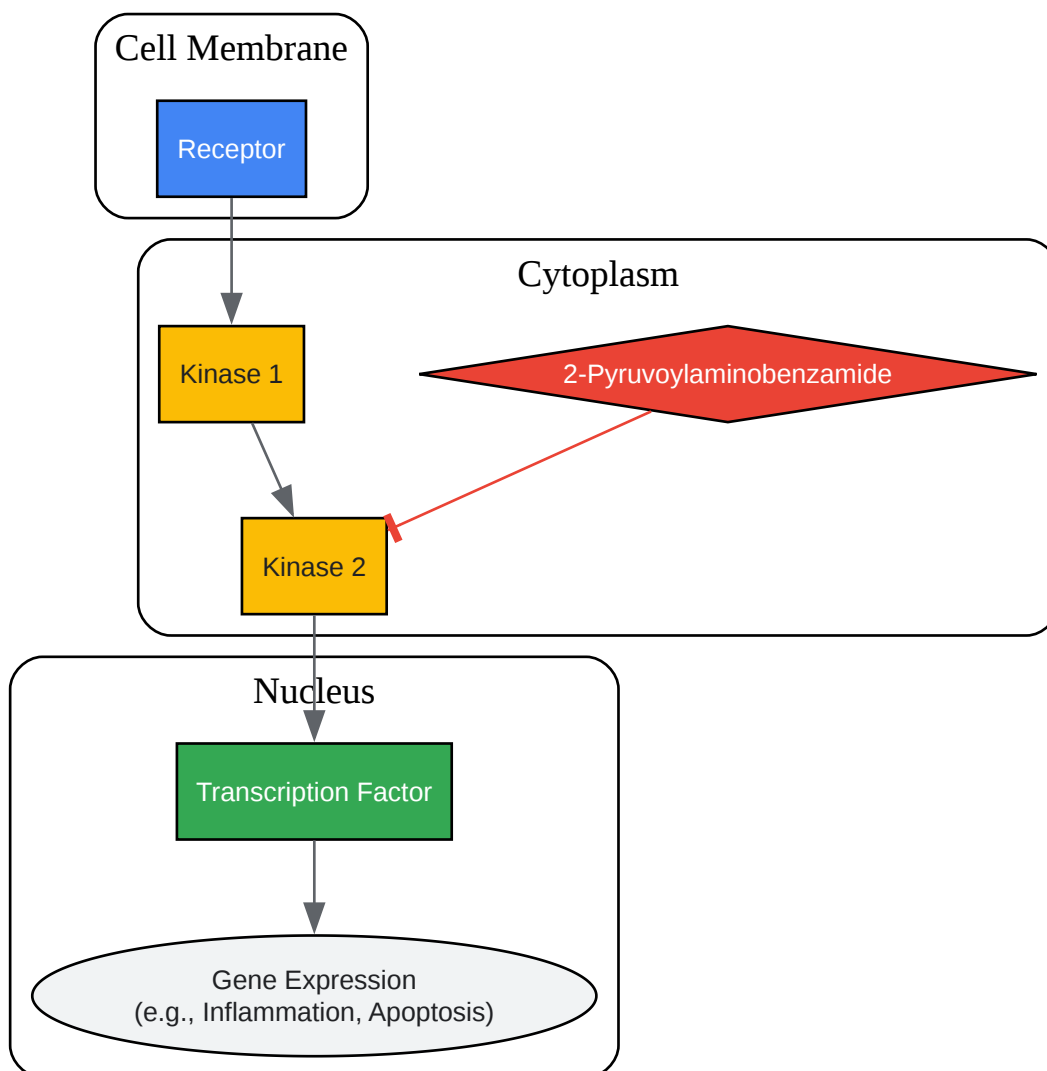 Cell Membrane
Receptor
Cytoplasm
Kinase 1
2-Pyruvoylaminobenzamide
Kinase 2
Nucleus
Transcription Factor
Gene Expression
(e.g., Inflammation, Apoptosis)